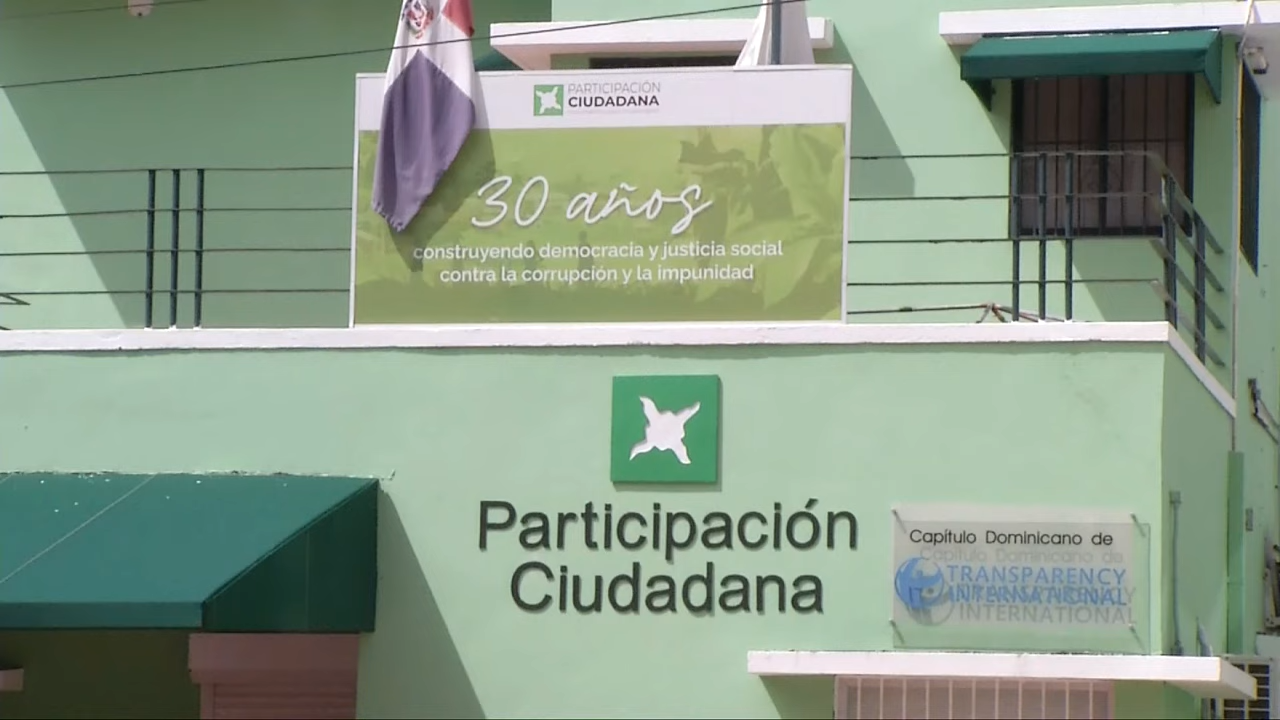 PARTICIPACIÓN
CIUDADANA
30 años
construyendo democracia y justicia social
contra la corrupción y la impunidad
Participación
Ciudadana
Capítulo Dominicano de
TRANSPARENCY
INTERNATIONAL